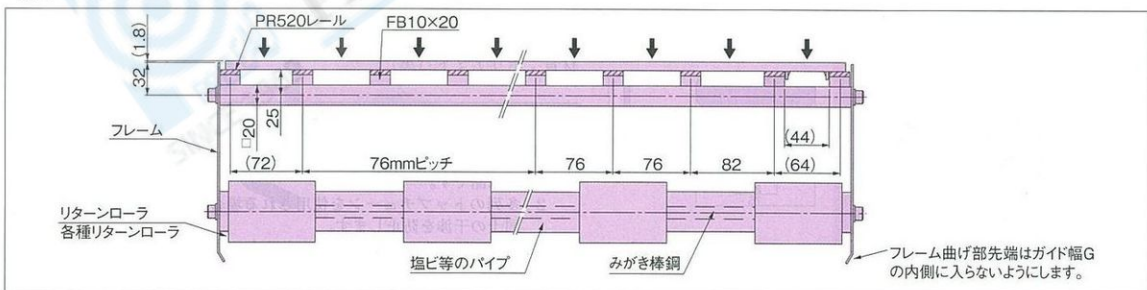 PR520レール
FB10×20
(1.8)
32
□20
25
(44)
フレーム
(72)
76mmピッチ
76
76
82
(64)
リターンローラ
各種リターンローラ
塩ビ等のパイプ
みがき棒鋼
フレーム曲げ部先端はガイド幅G
の内側に入らないようにします。